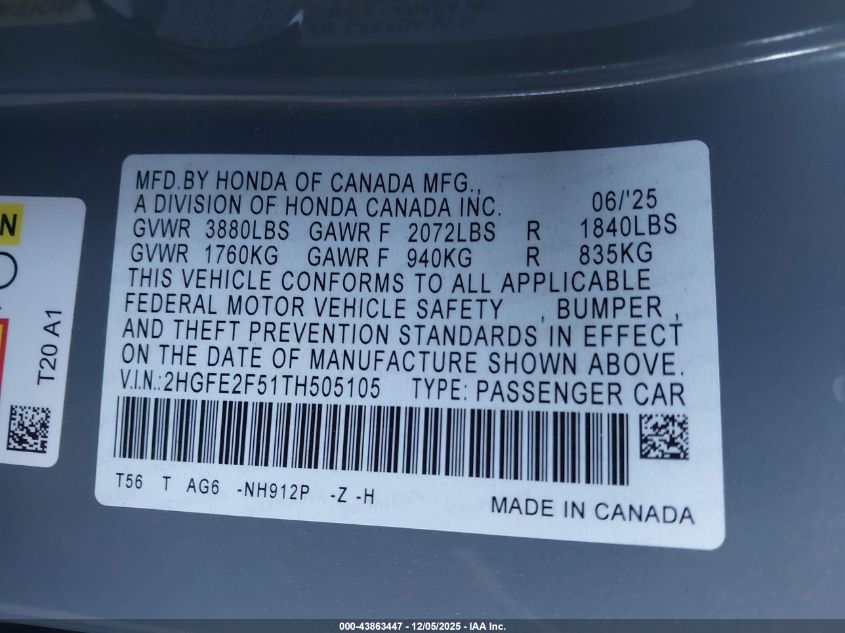 MFD.BY HONDA OF CANADA MFG.,
A DIVISION OF HONDA CANADA INC. 06/'25
GVWR 3880LBS GAWR F 2072LBS R 1840LBS
GVWR 1760KG GAWR F 940KG R 835KG
THIS VEHICLE CONFORMS TO ALL APPLICABLE
FEDERAL MOTOR VEHICLE SAFETY , BUMPER ,
AND THEFT PREVENTION STANDARDS IN EFFECT
ON THE DATE OF MANUFACTURE SHOWN ABOVE.
V.I.N.:2HGFE2F51TH505105 TYPE: PASSENGER CAR
T56 T AG6 -NH912P -Z -H
MADE IN CANADA
N
T20 A1
000-43863447 - 12/05/2025 - IAA Inc.